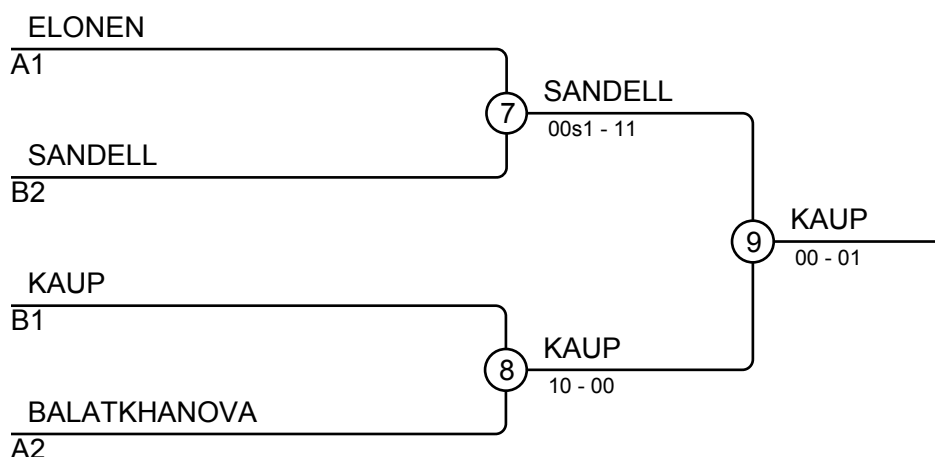 ELONEN
A1
7
SANDELL
00s1 - 11
SANDELL
B2
9
KAUP
00 - 01
KAUP
B1
8
KAUP
10 - 00
BALATKHANOVA
A2